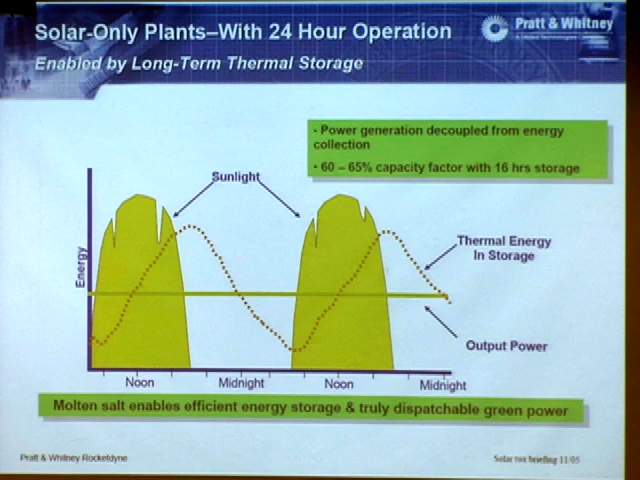 Solar-Only Plants–With 24 Hour Operation
Pratt & Whitney
Enabled by Long-Term Thermal Storage
• Power generation decoupled from energy
collection
• 60 – 65% capacity factor with 16 hrs storage
Sunlight
Thermal Energy
In Storage
Energy
Output Power
Noon
Midnight
Noon
Midnight
Molten salt enables efficient energy storage & truly dispatchable green power
Pratt & Whitney Rocketdyne
Solar tox briefing 11/05